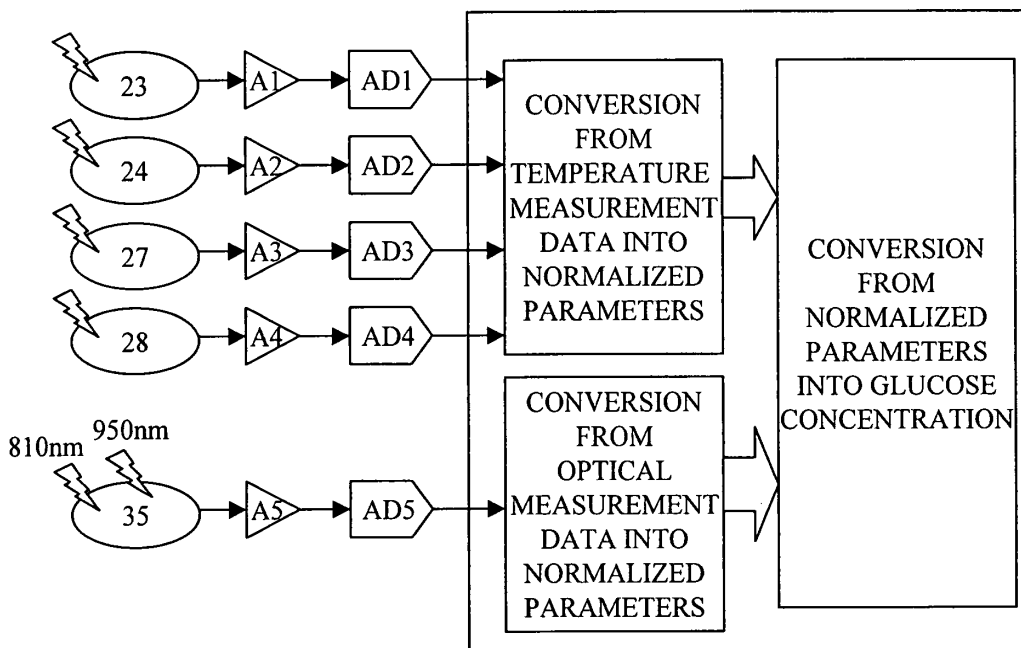 23
A1
AD1
24
A2
AD2
27
A3
AD3
28
A4
AD4
CONVERSION
FROM
TEMPERATURE
MEASUREMENT
DATA INTO
NORMALIZED
PARAMETERS
810nm
950nm
35
A5
AD5
CONVERSION
FROM
OPTICAL
MEASUREMENT
DATA INTO
NORMALIZED
PARAMETERS
CONVERSION
FROM
NORMALIZED
PARAMETERS
INTO GLUCOSE
CONCENTRATION